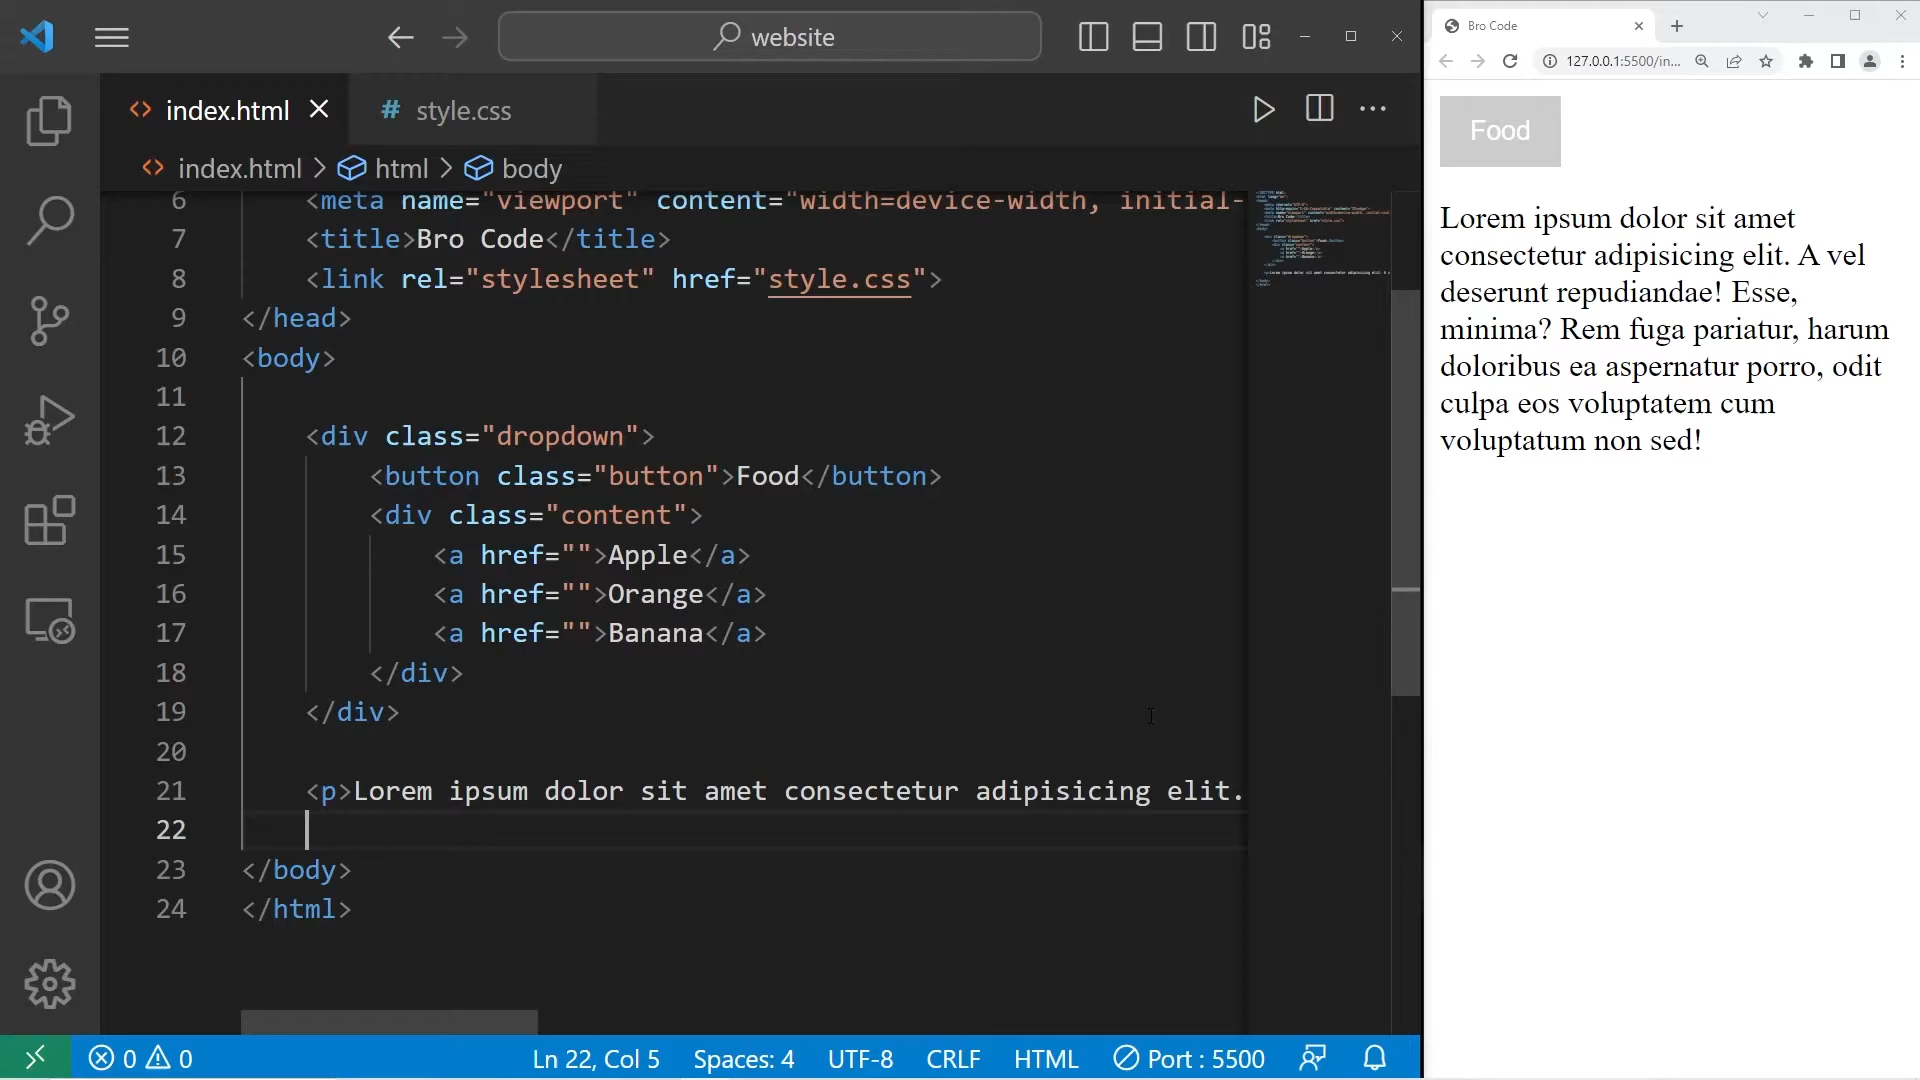 website
index.html
# style.css
index.html > html > body
6 <meta name="viewport" content="width=device-width, initial-
7 <title>Bro Code</title>
8 <link rel="stylesheet" href="style.css">
9 </head>
10 <body>
11
12 <div class="dropdown">
13 <button class="button">Food</button>
14 <div class="content">
15 <a href="">Apple</a>
16 <a href="">Orange</a>
17 <a href="">Banana</a>
18 </div>
19 </div>
20
21 <p>Lorem ipsum dolor sit amet consectetur adipisicing elit.
22
23 </body>
24 </html>
0 0 Ln 22, Col 5 Spaces: 4 UTF-8 CRLF HTML Port : 5500
Bro Code
127.0.0.1:5500/in...
Food
Lorem ipsum dolor sit amet
consectetur adipisicing elit. A vel
deserunt repudiandae! Esse,
minima? Rem fuga pariatur, harum
doloribus ea aspernatur porro, odit
culpa eos voluptatem cum
voluptatum non sed!